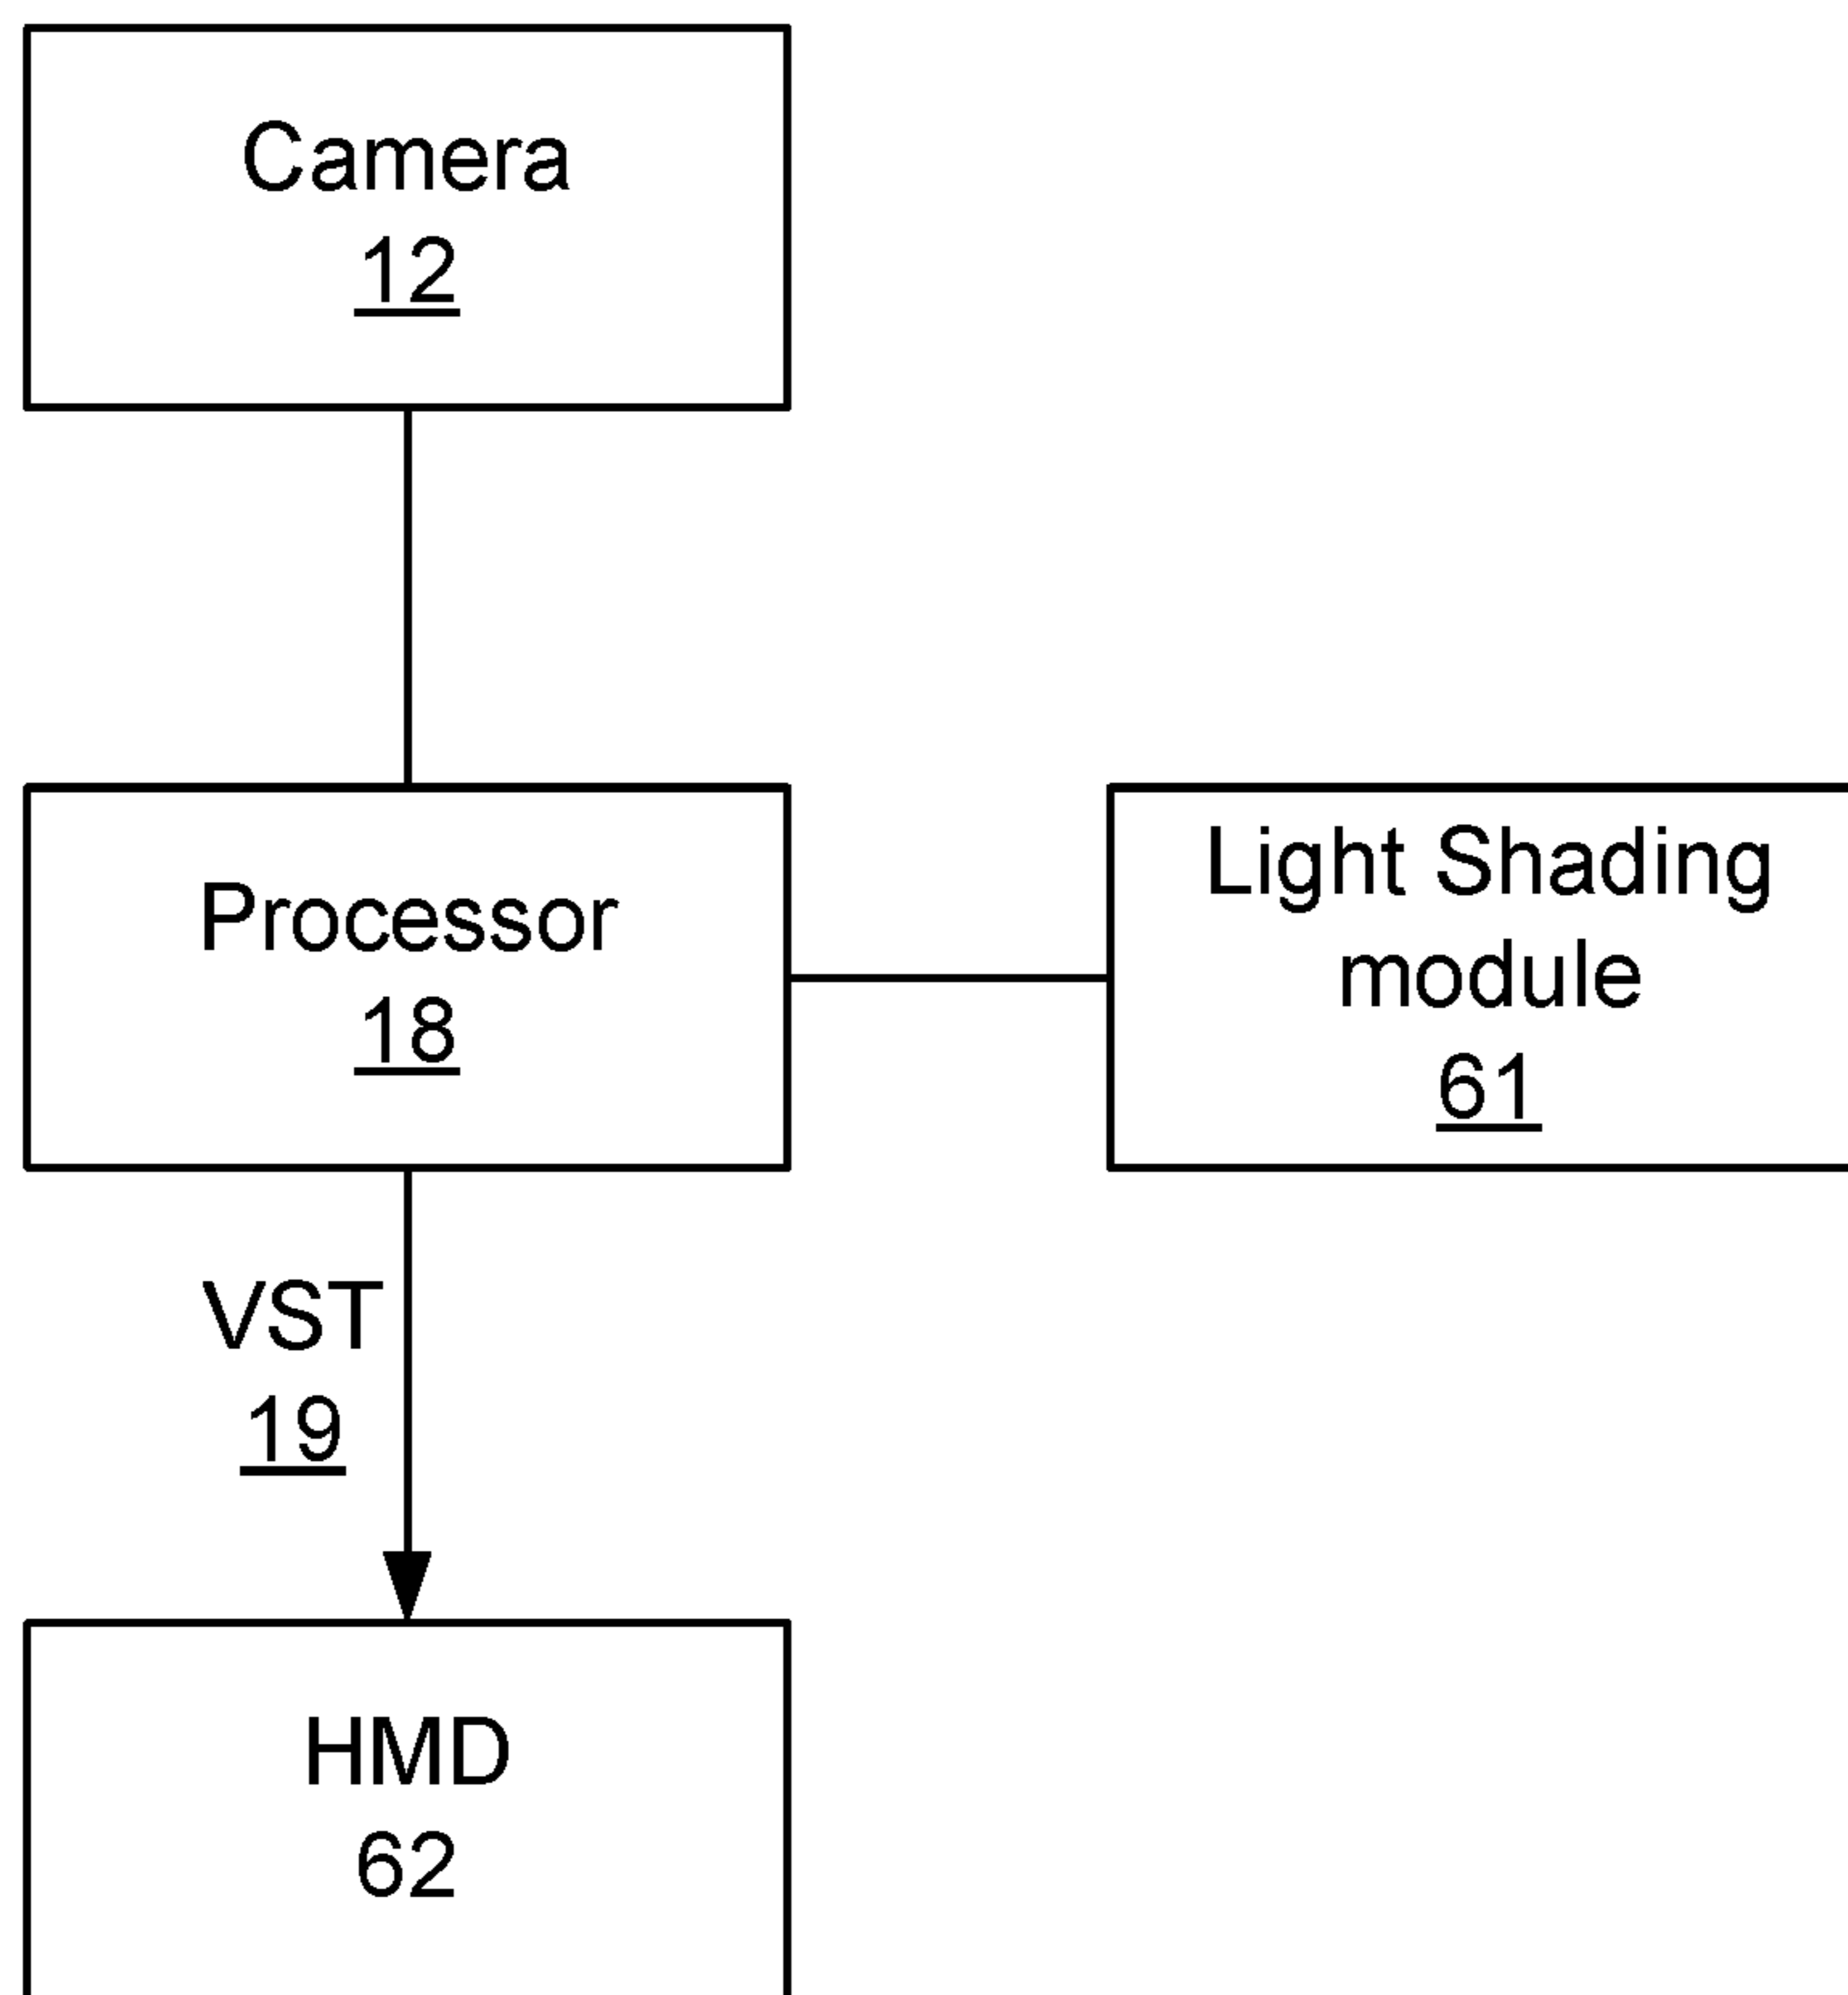 Camera
12
Processor
18
Light Shading
module
61
VST
19
HMD
62